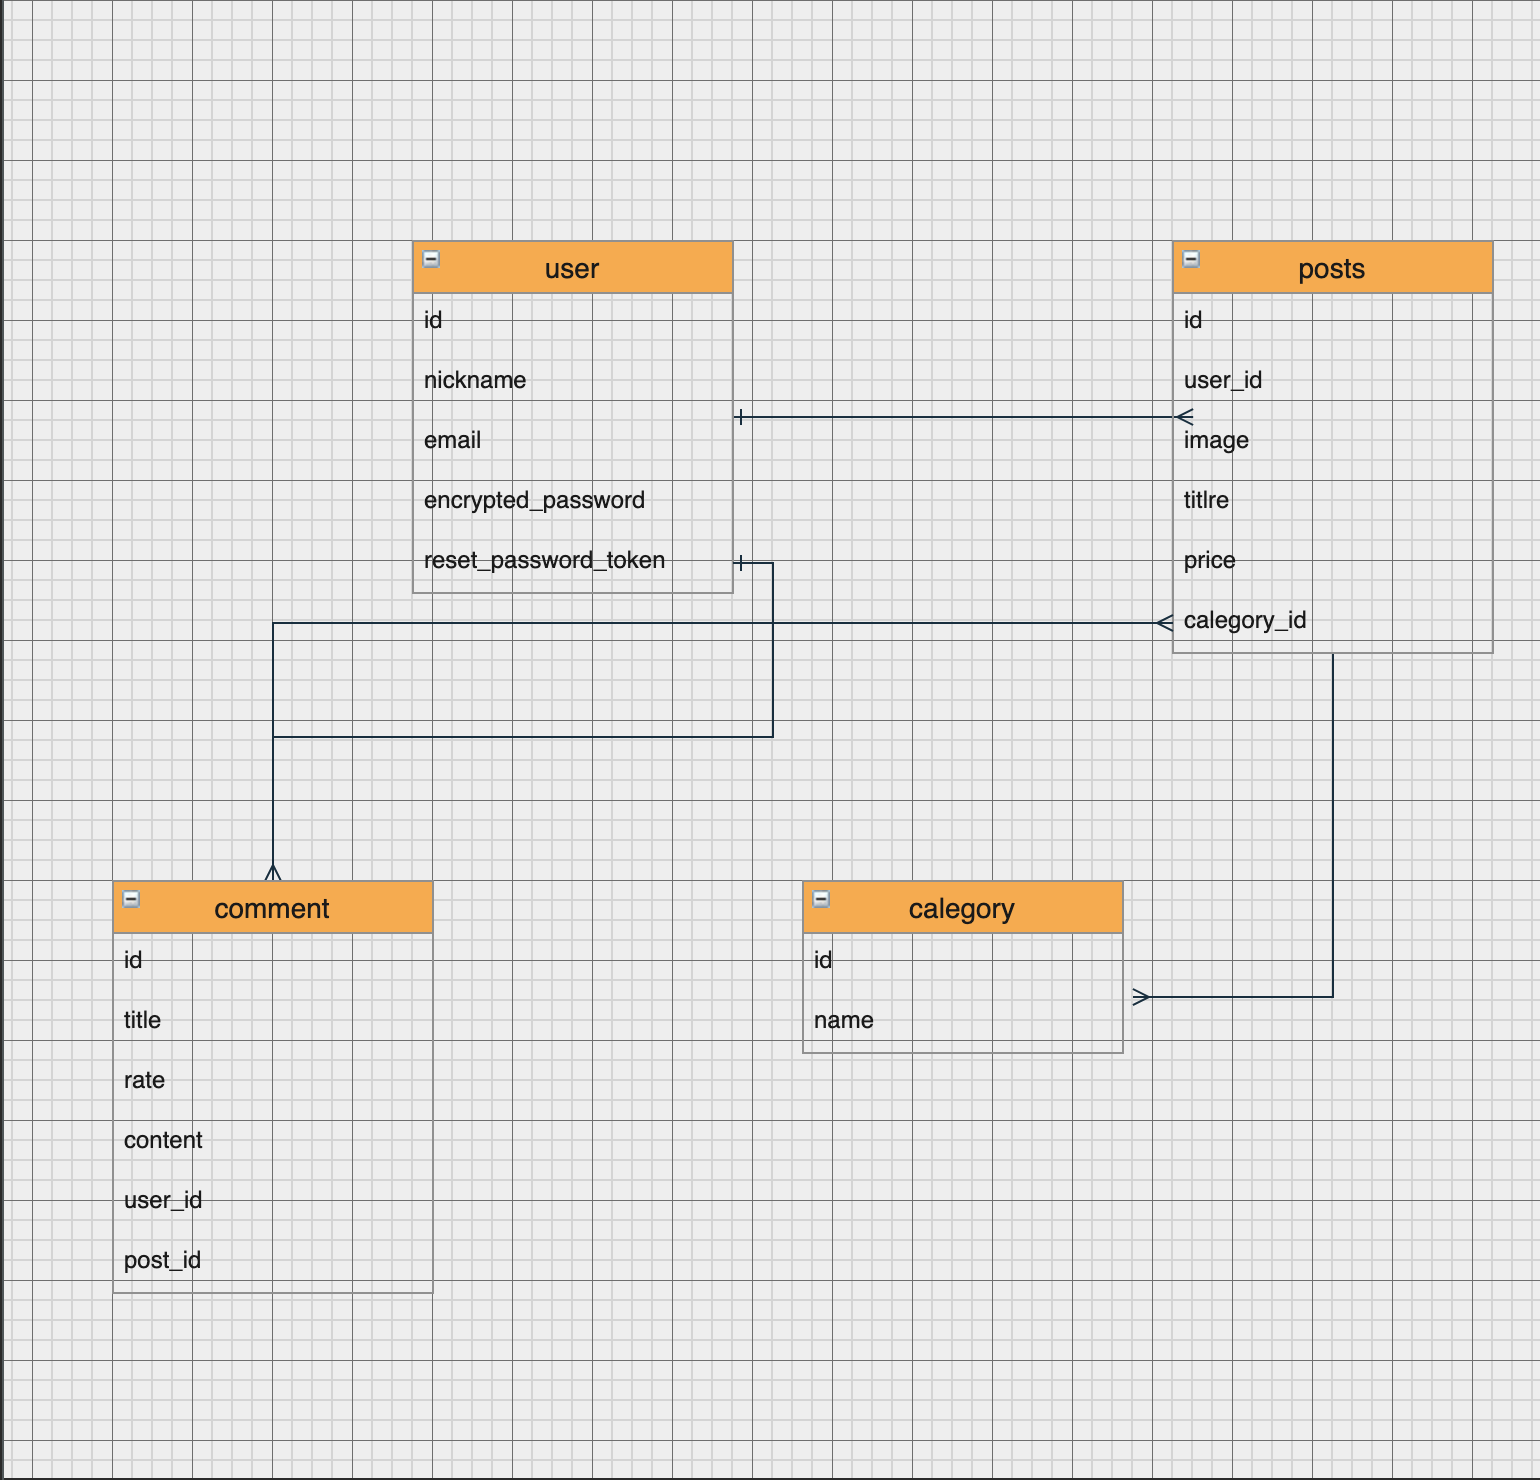 user
id
nickname
email
encrypted_password
reset_password_token
posts
id
user_id
image
titlre
price
calegory_id
comment
id
title
rate
content
user_id
post_id
calegory
id
name